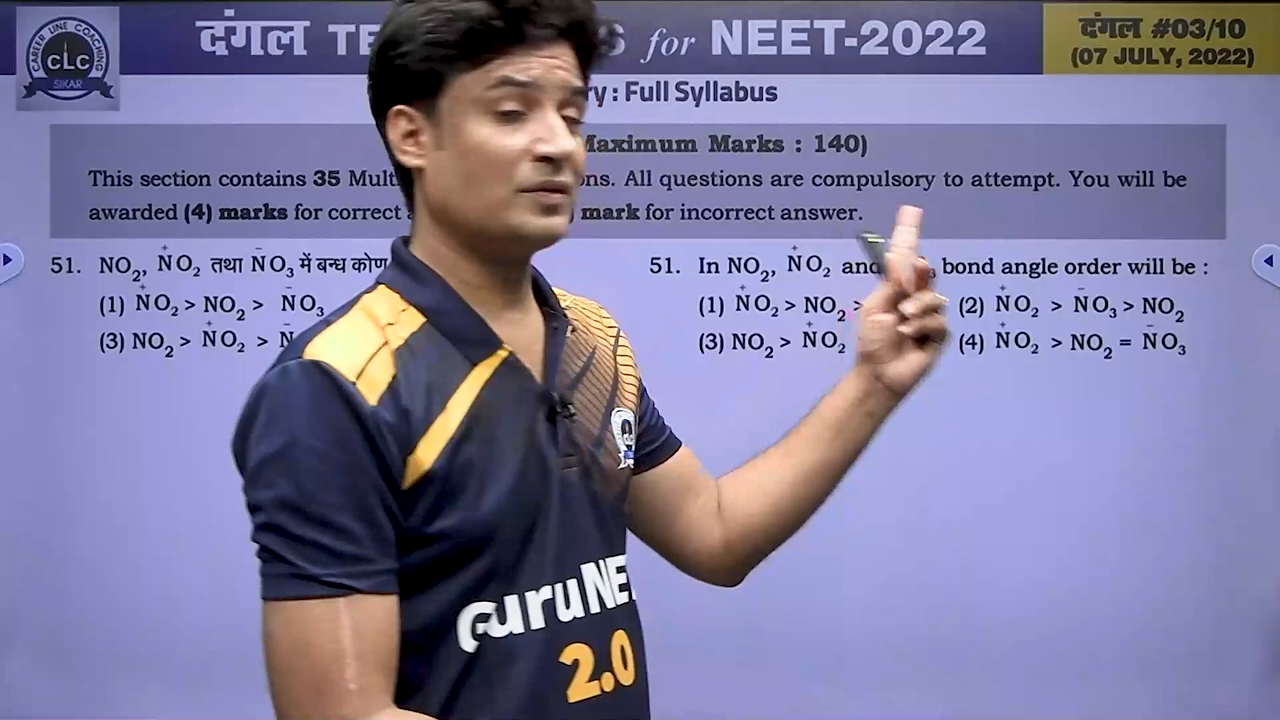 CAREER LINE COACHING
CLC
SIKAR
दंगल TE S for NEET-2022
दंगल #03/10
(07 JULY, 2022)
ry : Full Syllabus
Maximum Marks : 140)
This section contains 35 Mult ons. All questions are compulsory to attempt. You will be
awarded (4) marks for correct mark for incorrect answer.
51. NO₂, N⁺O₂ तथा N⁻O₃ में बन्ध कोण
(1) N⁺O₂ > NO₂ > N⁻O₃
(3) NO₂ > N⁺O₂ > N⁻
51. In NO₂, N⁺O₂ and ₃ bond angle order will be :
(1) N⁺O₂ > NO₂ > (2) N⁺O₂ > N⁻O₃ > NO₂
(3) NO₂ > N⁺O₂ (4) N⁺O₂ > NO₂ = N⁻O₃
GuruNEE
2.0